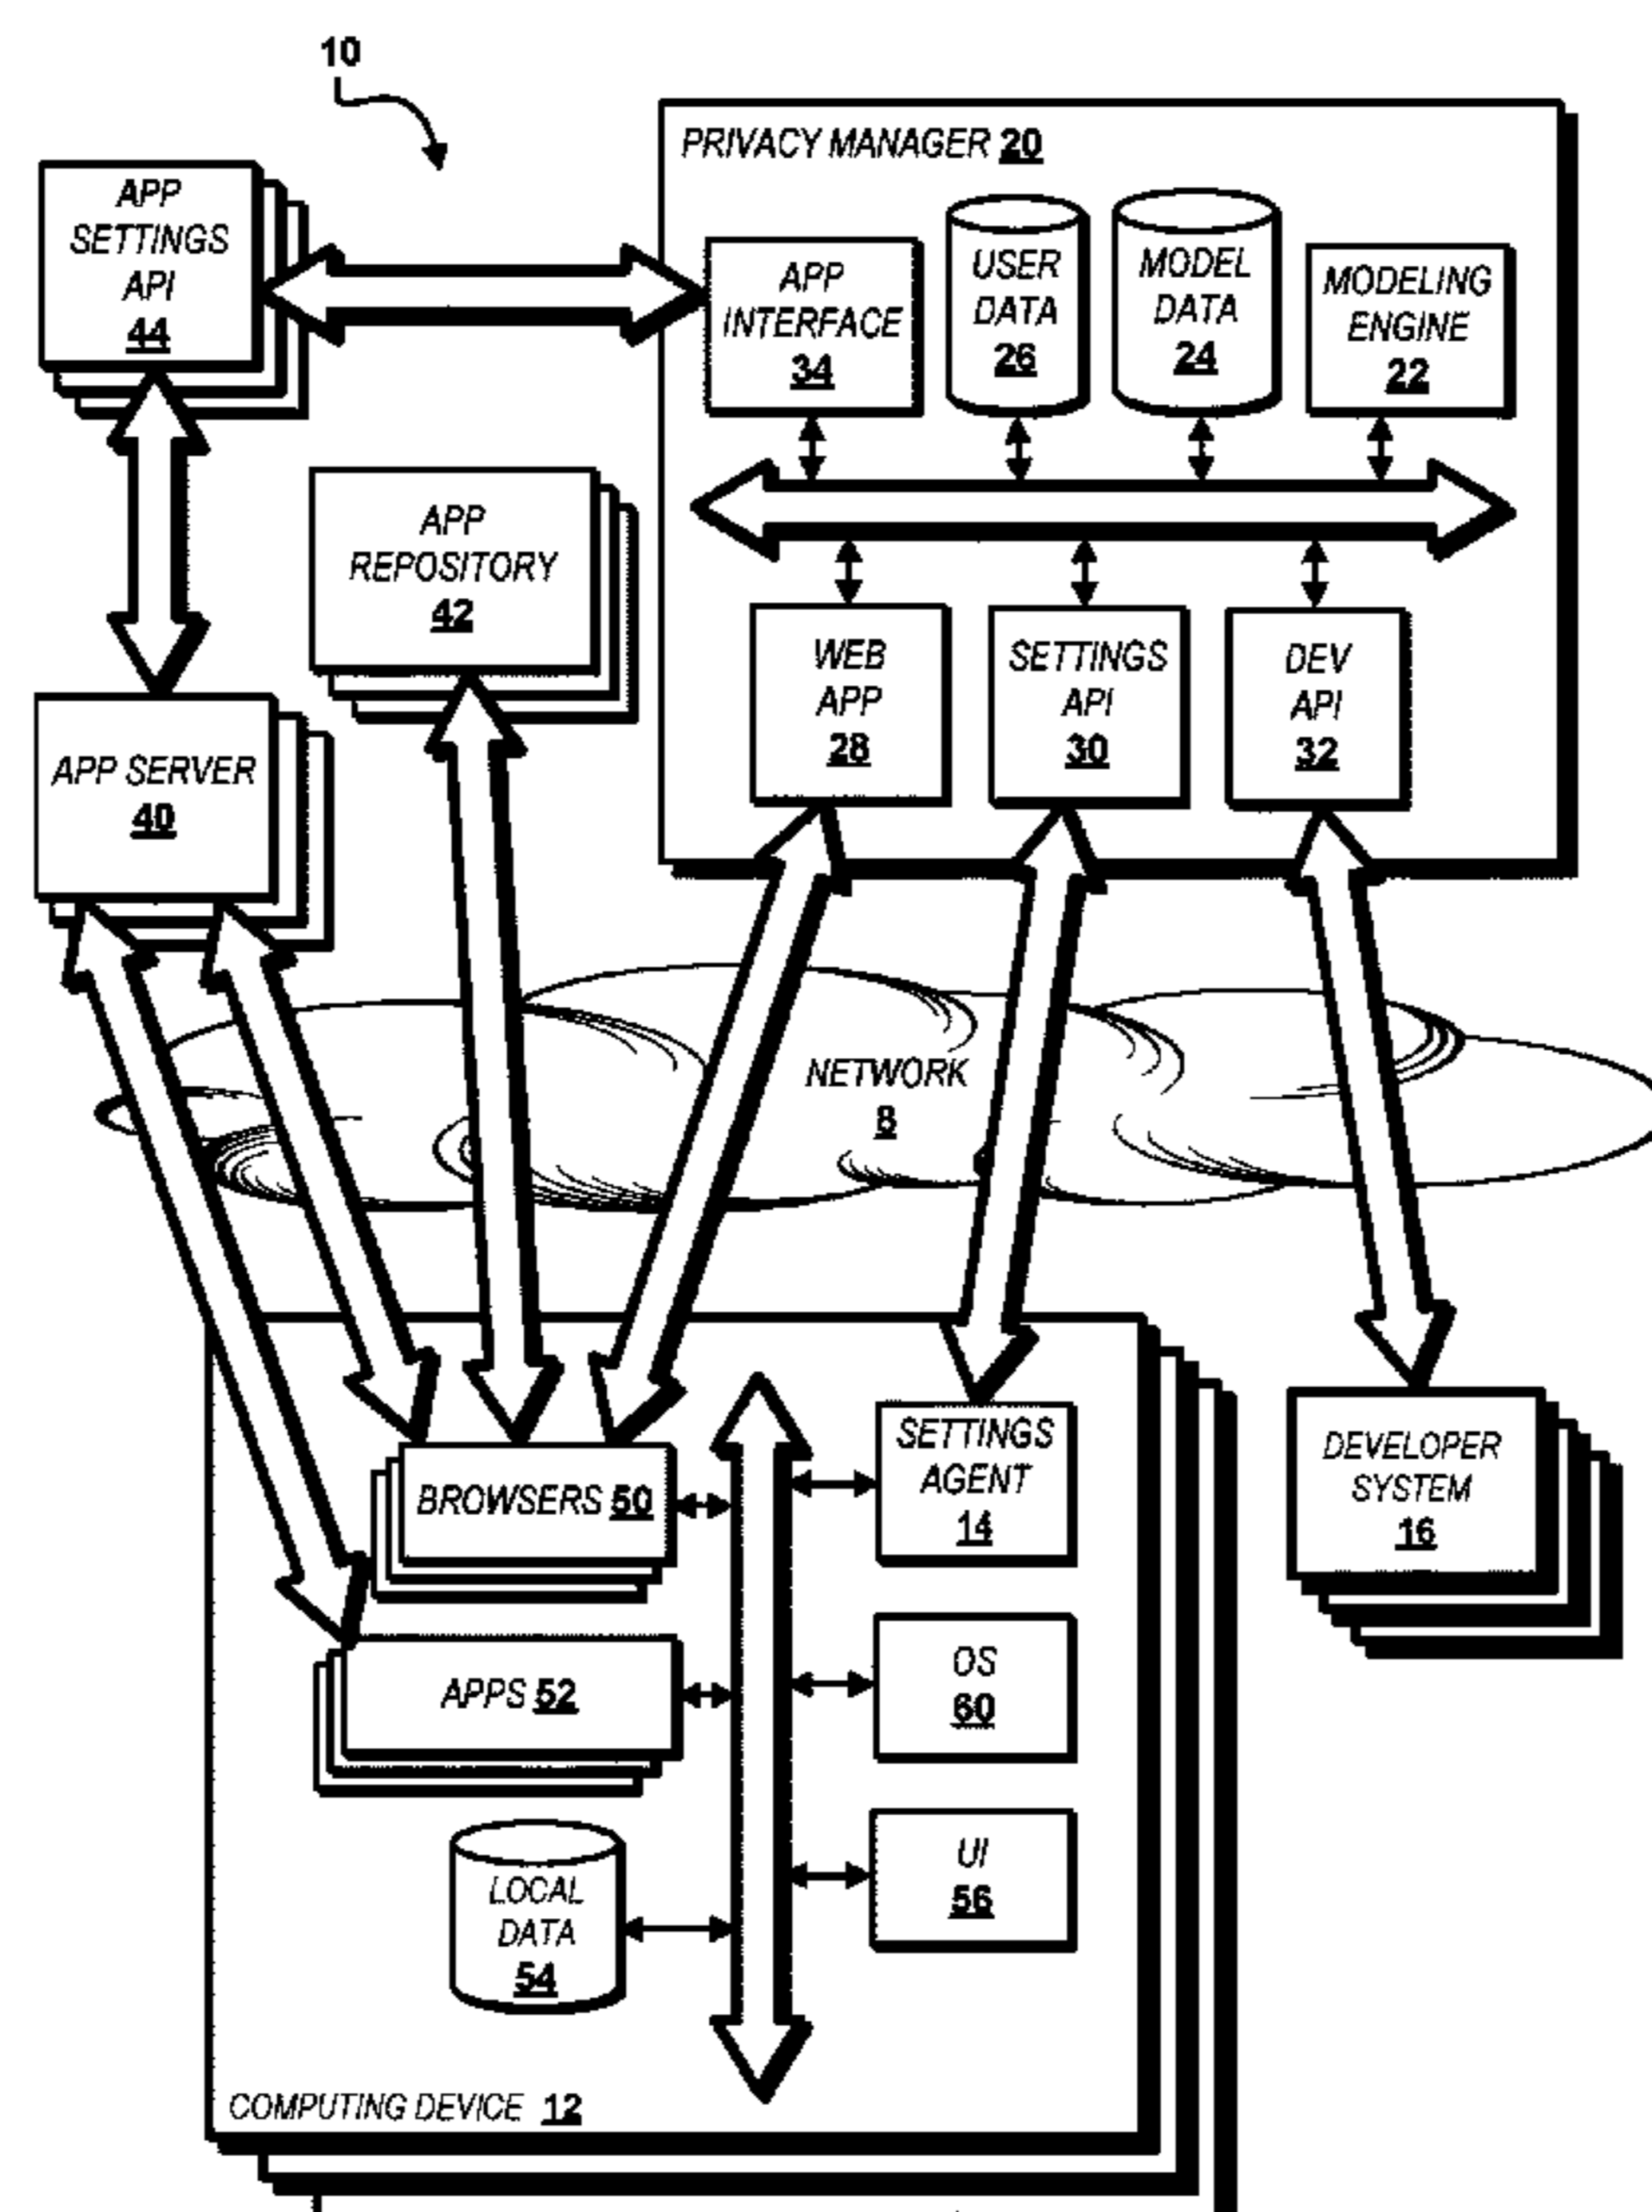 10
PRIVACY MANAGER 20
APP
SETTINGS
API
44
APP
INTERFACE
34
USER
DATA
26
MODEL
DATA
24
MODELING
ENGINE
22
APP
REPOSITORY
42
WEB
APP
28
SETTINGS
API
30
DEV
API
32
APP SERVER
40
NETWORK
8
SETTINGS
AGENT
14
BROWSERS 50
DEVELOPER
SYSTEM
16
APPS 52
OS
60
UI
56
LOCAL
DATA
54
COMPUTING DEVICE 12